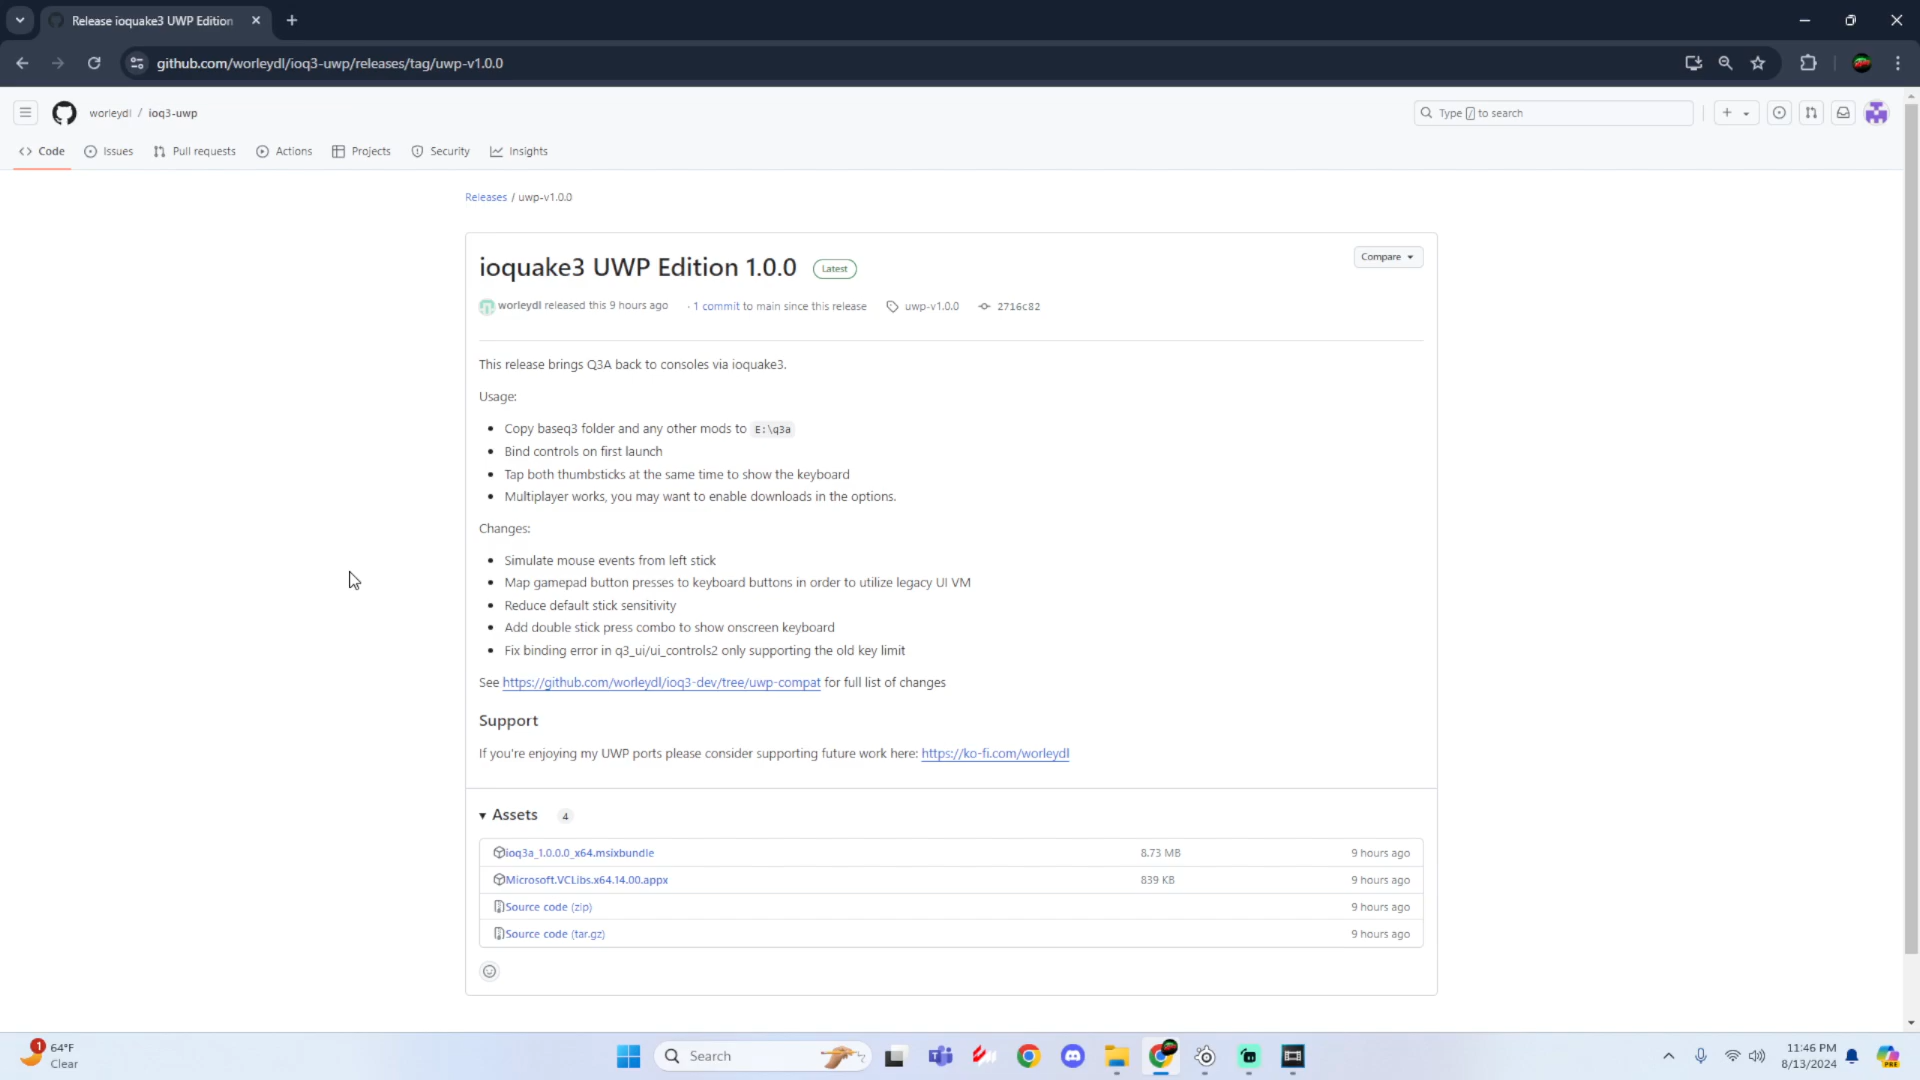 Release ioquake3 UWP Edition
github.com/worleydl/ioq3-uwp/releases/tag/uwp-v1.0.0
worleydl / ioq3-uwp
Type / to search
Code
Issues
Pull requests
Actions
Projects
Security
Insights
Releases / uwp-v1.0.0
ioquake3 UWP Edition 1.0.0
Latest
Compare
worleydl released this 9 hours ago
· 1 commit to main since this release
uwp-v1.0.0
2716c82
This release brings Q3A back to consoles via ioquake3.
Usage:
• Copy baseq3 folder and any other mods to E:\q3a
• Bind controls on first launch
• Tap both thumbsticks at the same time to show the keyboard
• Multiplayer works, you may want to enable downloads in the options.
Changes:
• Simulate mouse events from left stick
• Map gamepad button presses to keyboard buttons in order to utilize legacy UI VM
• Reduce default stick sensitivity
• Add double stick press combo to show onscreen keyboard
• Fix binding error in q3_ui/ui_controls2 only supporting the old key limit
See https://github.com/worleydl/ioq3-dev/tree/uwp-compat for full list of changes
Support
If you're enjoying my UWP ports please consider supporting future work here: https://ko-fi.com/worleydl
Assets 4
ioq3a_1.0.0.0_x64.msixbundle 8.73 MB 9 hours ago
Microsoft.VCLibs.x64.14.00.appx 839 KB 9 hours ago
Source code (zip) 9 hours ago
Source code (tar.gz) 9 hours ago
1
64°F
Clear
Search
11:46 PM
8/13/2024
PRE